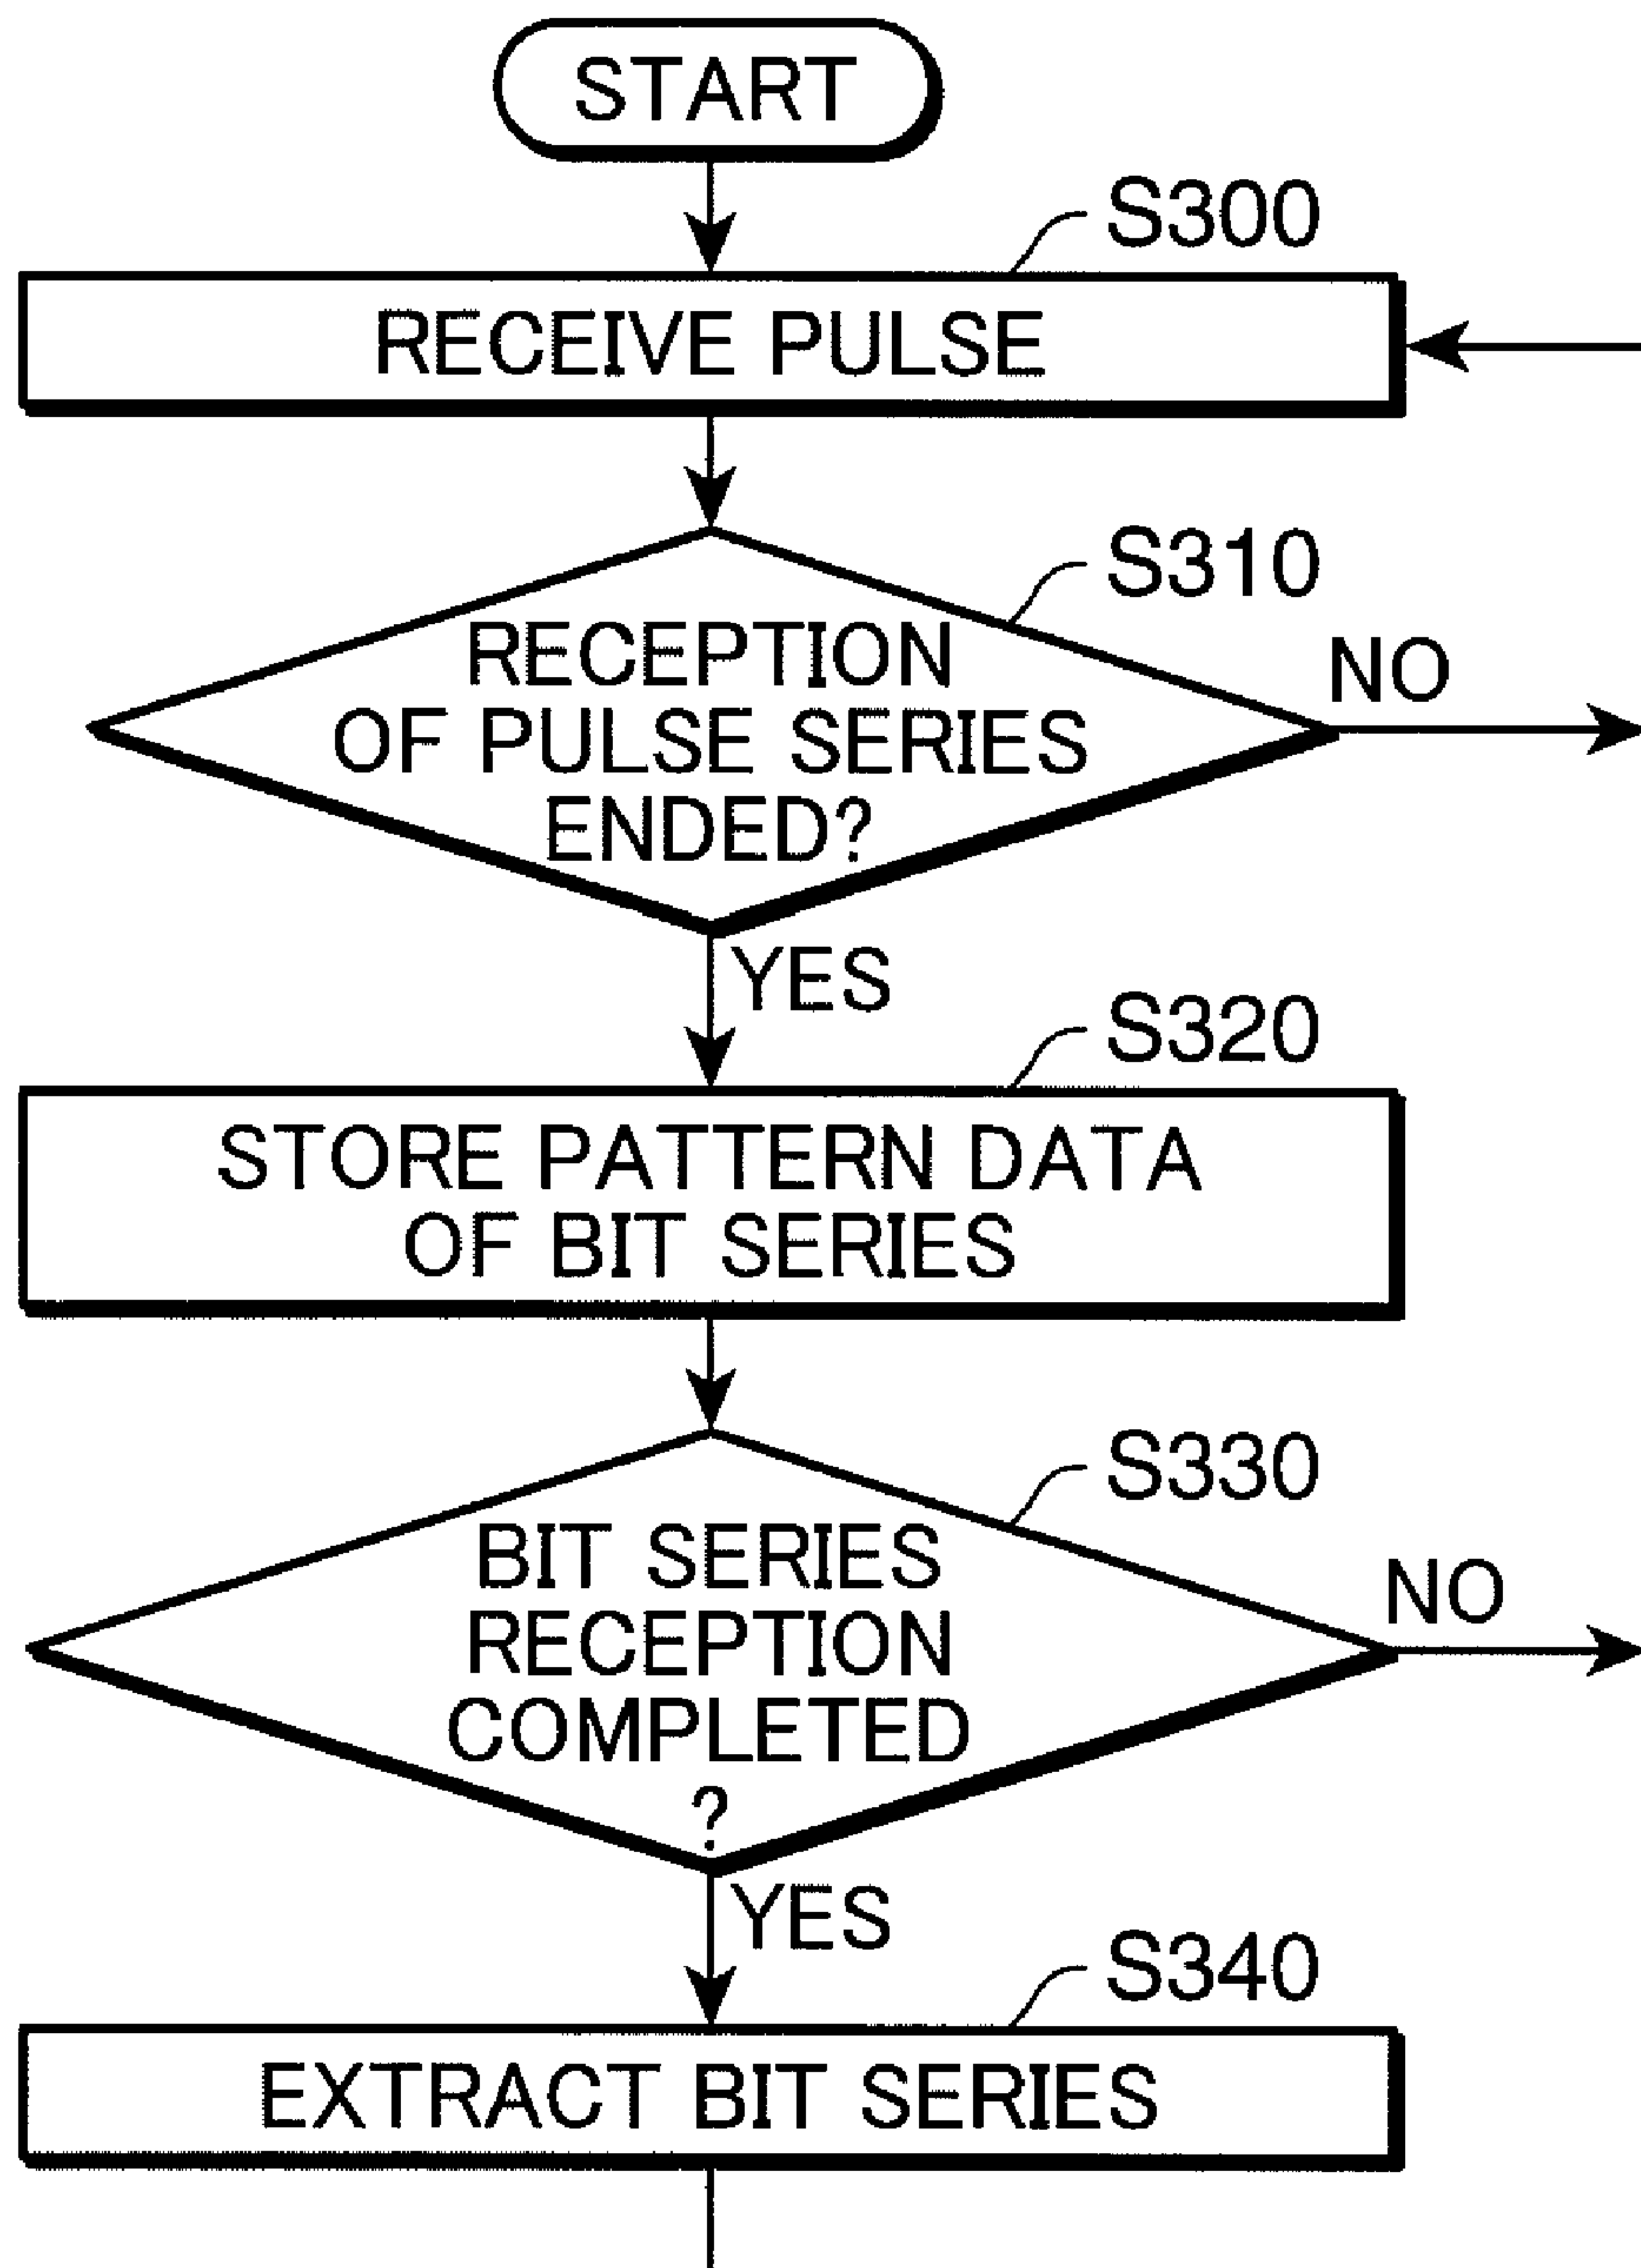 START
S300
RECEIVE PULSE
S310
RECEPTION
OF PULSE SERIES
ENDED?
NO
YES
S320
STORE PATTERN DATA
OF BIT SERIES
S330
BIT SERIES
RECEPTION
COMPLETED
?
NO
YES
S340
EXTRACT BIT SERIES